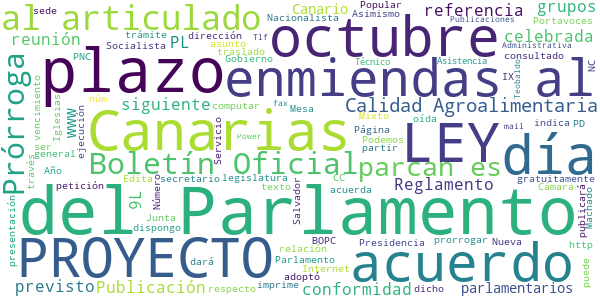 sede Canario Popular referencia grupos
al articulado Nacionalista Asimismo Publicaciones Portavoces
reunión trámite dirección Tlf octubre celebrada
Socialista PL asunto traslado Gobierno Técnico Asistencia Administrativa
PNC plazo enmiendas al NC consultado
Prórroga vencimiento Iglesias núm IX Teobaldo
www siguiente computar fax Mesa Calidad Agroalimentaria
ejecución Canarias Servicio Mixto Página oída indica PD
ser general Power Podemos partir mail LEY día
través Año Boletín Oficial parcan es gratuitamente
petición Edita secretario legislatura CC Reglamento Cámara
9L Número texto acuerda publicará Machado
presentación Junta dispongo Salvador BOPC Presidencia prorrogar Nueva http
del Parlamento
PROYECTO relación Parlamento acuerdo
dará Internet adoptó puede
previsto Publicación respecto imprime conformidad dicho parlamentarios